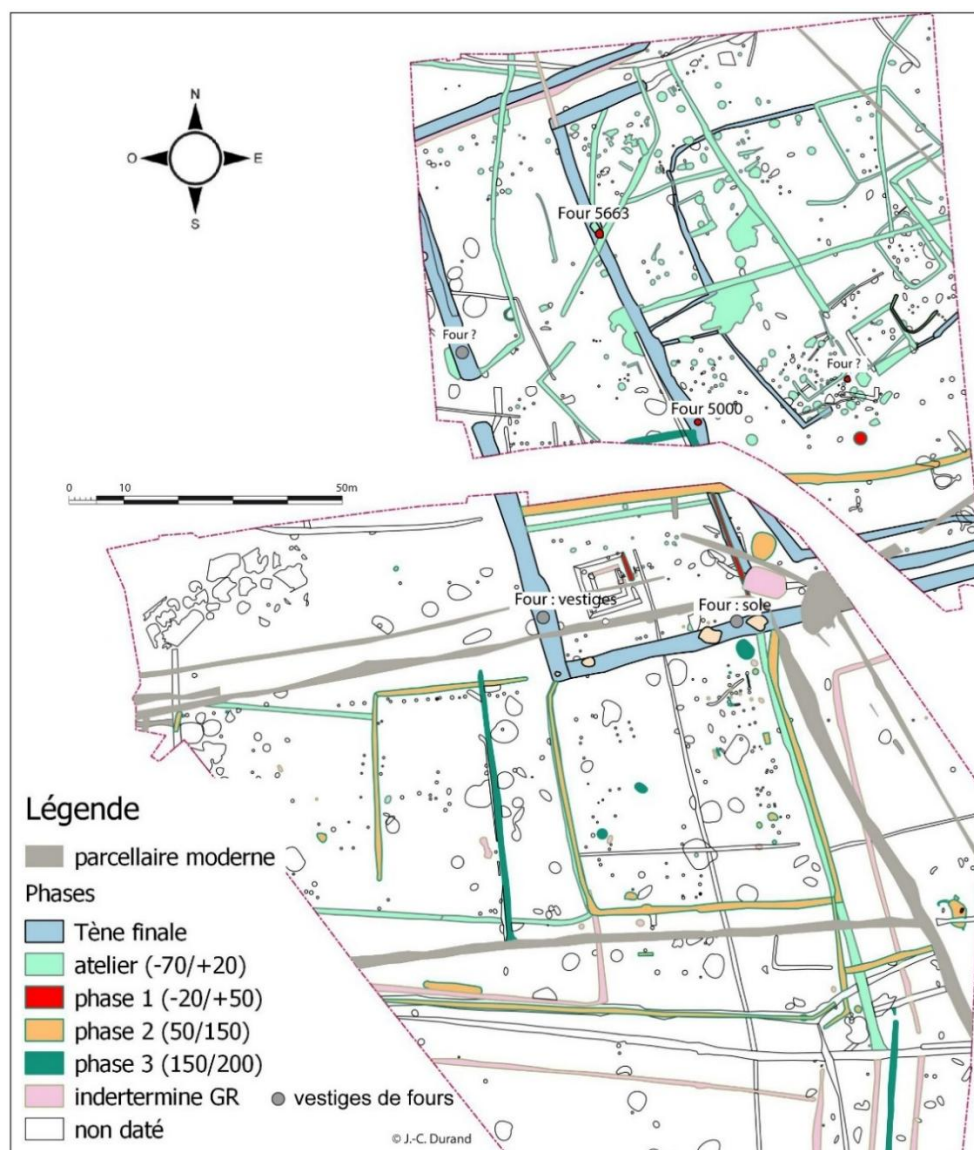 N
O
E
S
Four 5663
Four ?
Four ?
Four 5000
0
10
50m
Four : vestiges
Four : sole
Légende
parcellaire moderne
Phases
Tène finale
atelier (-70/+20)
phase 1 (-20/+50)
phase 2 (50/150)
phase 3 (150/200)
indertermine GR
vestiges de fours
non daté
© J.-C. Durand